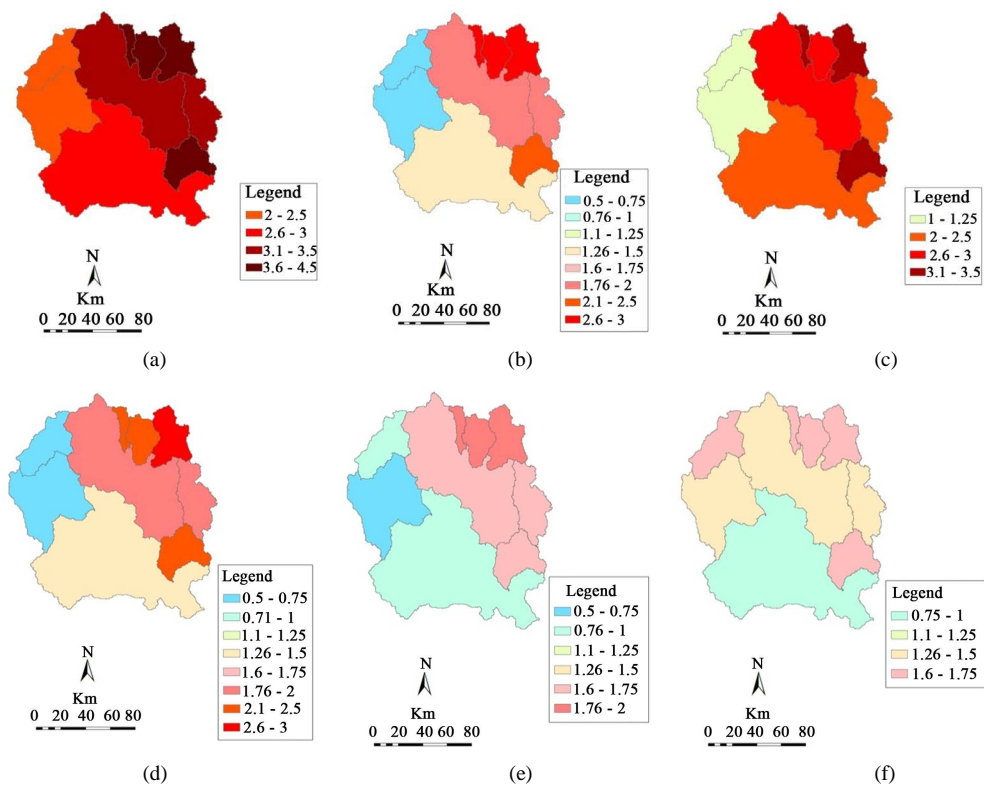 Legend
2 - 2.5
2.6 - 3
3.1 - 3.5
3.6 - 4.5
N
Km
0 20 40 60 80
(a)
Legend
0.5 - 0.75
0.76 - 1
1.1 - 1.25
1.26 - 1.5
1.6 - 1.75
1.76 - 2
2.1 - 2.5
2.6 - 3
N
Km
0 20 40 60 80
(b)
Legend
1 - 1.25
2 - 2.5
2.6 - 3
3.1 - 3.5
N
Km
0 20 40 60 80
(c)
Legend
0.5 - 0.75
0.71 - 1
1.1 - 1.25
1.26 - 1.5
1.6 - 1.75
1.76 - 2
2.1 - 2.5
2.6 - 3
N
Km
0 20 40 60 80
(d)
Legend
0.5 - 0.75
0.76 - 1
1.1 - 1.25
1.26 - 1.5
1.6 - 1.75
1.76 - 2
N
Km
0 20 40 60 80
(e)
Legend
0.75 - 1
1.1 - 1.25
1.26 - 1.5
1.6 - 1.75
N
Km
0 20 40 60 80
(f)